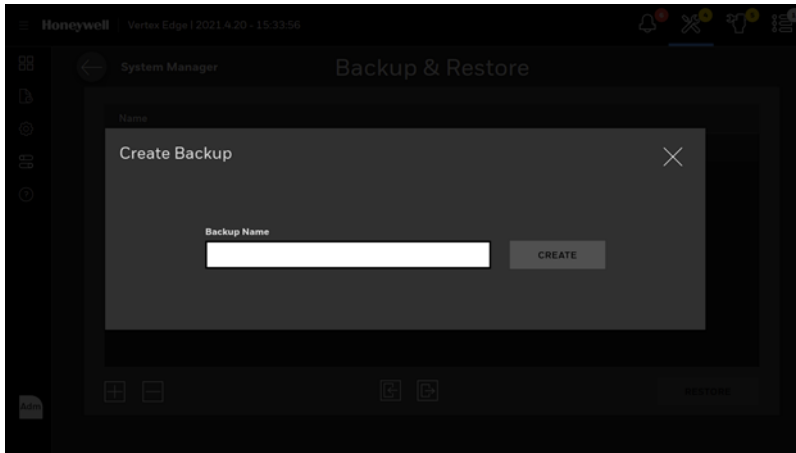 Honeywell Vertex Edge | 2021.4.20 - 15:33:56
System Manager
Backup & Restore
Name
Create Backup
Backup Name
CREATE
RESTORE
Adm